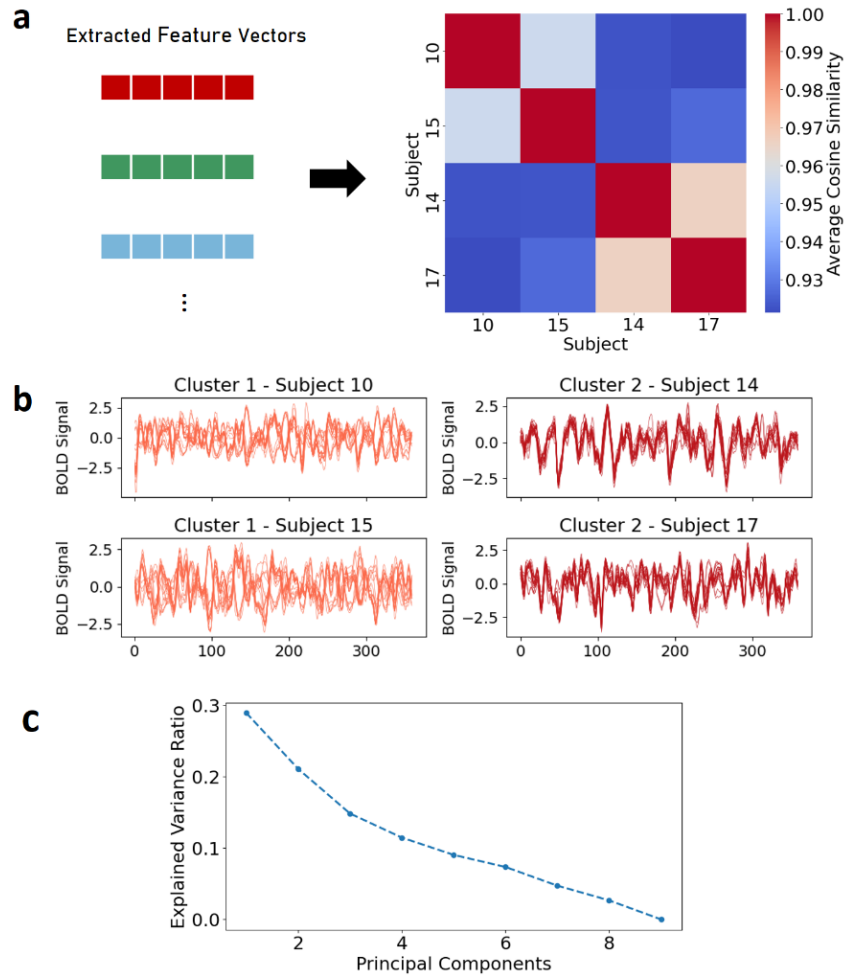 a
Extracted Feature Vectors
...
Subject
10
15
14
17
10 15 14 17
Subject
1.00
0.99
0.98
0.97
0.96
0.95
0.94
0.93
Average Cosine Similarity
b
Cluster 1 - Subject 10
BOLD Signal
2.5
0.0
−2.5
Cluster 2 - Subject 14
BOLD Signal
2.5
0.0
−2.5
Cluster 1 - Subject 15
BOLD Signal
2.5
0.0
−2.5
0 100 200 300
Cluster 2 - Subject 17
BOLD Signal
2.5
0.0
−2.5
0 100 200 300
c
Explained Variance Ratio
0.3
0.2
0.1
0.0
2 4 6 8
Principal Components